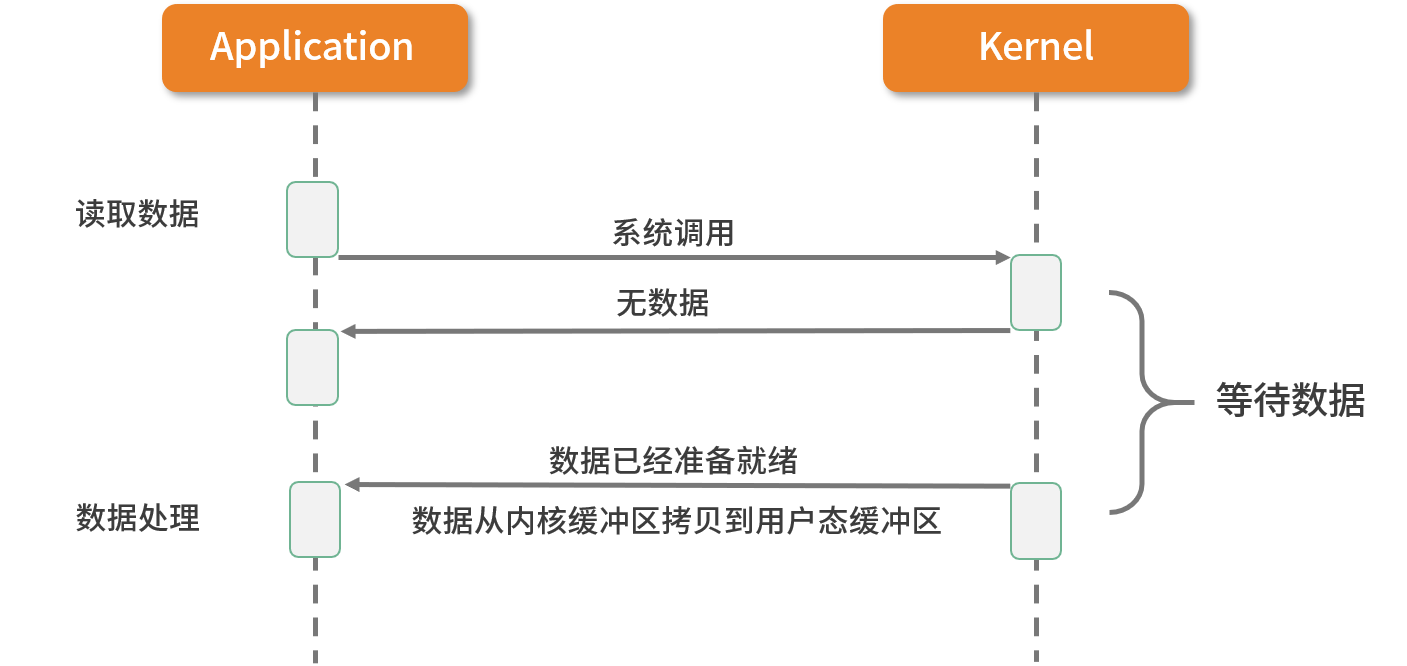 Application
Kernel
读取数据
系统调用
无数据
等待数据
数据已经准备就绪
数据处理
数据从内核缓冲区拷贝到用户态缓冲区